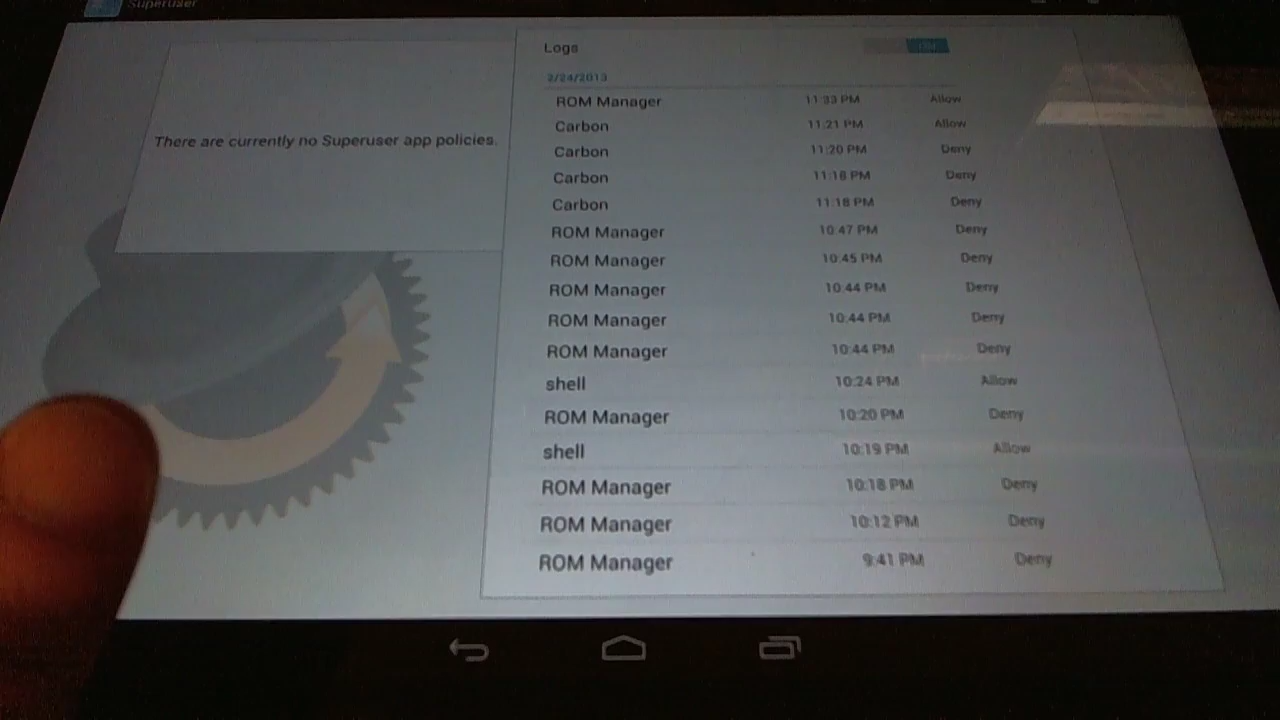 Superuser
There are currently no Superuser app policies.
Logs ON
2/24/2013
ROM Manager 11:33 PM Allow
Carbon 11:21 PM Allow
Carbon 11:20 PM Deny
Carbon 11:18 PM Deny
Carbon 11:18 PM Deny
ROM Manager 10:47 PM Deny
ROM Manager 10:45 PM Deny
ROM Manager 10:44 PM Deny
ROM Manager 10:44 PM Deny
ROM Manager 10:44 PM Deny
shell 10:24 PM Allow
ROM Manager 10:20 PM Deny
shell 10:19 PM Allow
ROM Manager 10:18 PM Deny
ROM Manager 10:12 PM Deny
ROM Manager 9:41 PM Deny